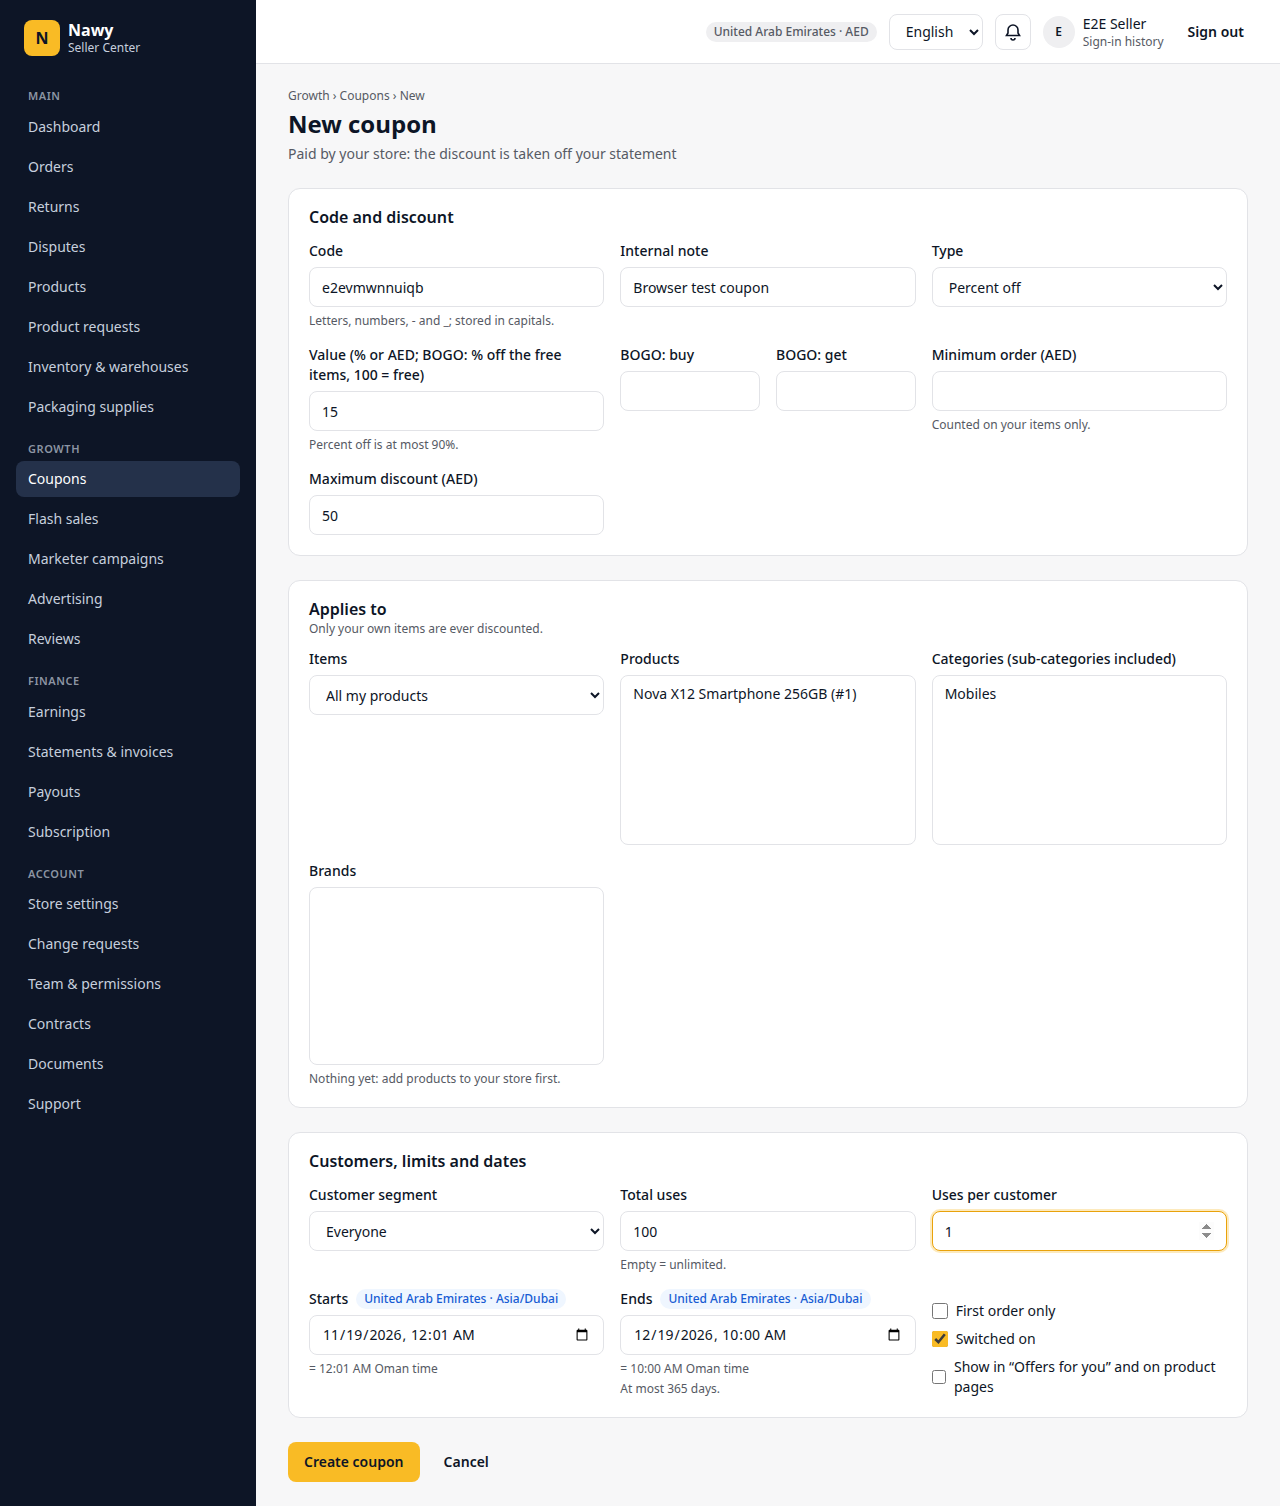 N
Nawy
Seller Center
United Arab Emirates · AED
English
E
E2E Seller
Sign-in history
Sign out
MAIN
Dashboard
Orders
Returns
Disputes
Products
Product requests
Inventory & warehouses
Packaging supplies
GROWTH
Coupons
Flash sales
Marketer campaigns
Advertising
Reviews
FINANCE
Earnings
Statements & invoices
Payouts
Subscription
ACCOUNT
Store settings
Change requests
Team & permissions
Contracts
Documents
Support
Growth › Coupons › New
New coupon
Paid by your store: the discount is taken off your statement
Code and discount
Code
e2evmwnnuiqb
Letters, numbers, - and _; stored in capitals.
Internal note
Browser test coupon
Type
Percent off
Value (% or AED; BOGO: % off the free
items, 100 = free)
15
Percent off is at most 90%.
BOGO: buy
BOGO: get
Minimum order (AED)
Counted on your items only.
Maximum discount (AED)
50
Applies to
Only your own items are ever discounted.
Items
All my products
Products
Nova X12 Smartphone 256GB (#1)
Categories (sub-categories included)
Mobiles
Brands
Nothing yet: add products to your store first.
Customers, limits and dates
Customer segment
Everyone
Total uses
100
Empty = unlimited.
Uses per customer
1
Starts United Arab Emirates · Asia/Dubai
11/19/2026, 12:01 AM
= 12:01 AM Oman time
Ends United Arab Emirates · Asia/Dubai
12/19/2026, 10:00 AM
= 10:00 AM Oman time
At most 365 days.
First order only
Switched on
Show in “Offers for you” and on product
pages
Create coupon
Cancel